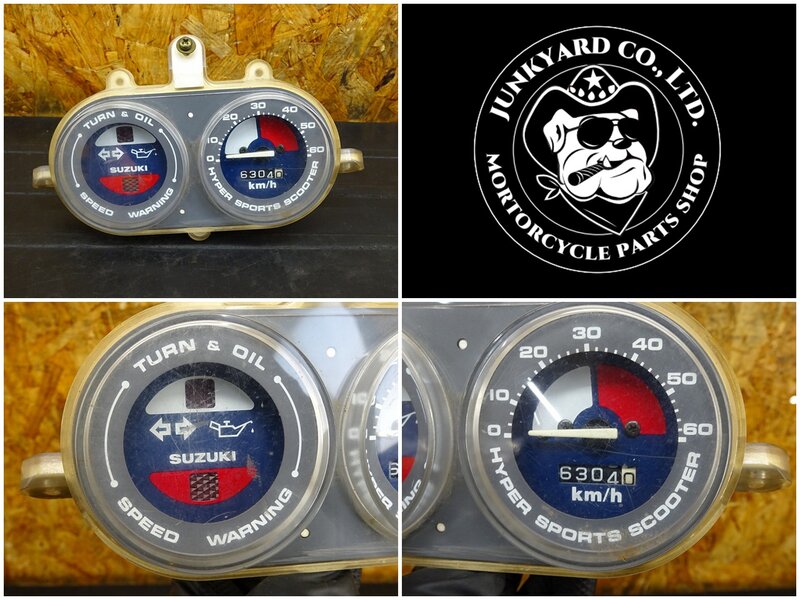 TURN & OIL
SUZUKI
SPEED WARNING
0 10 20 30 40 50 60
63040
km/h
HYPER SPORTS SCOOTER
JUNKYARD CO., LTD.
MORTORCYCLE PARTS SHOP
TURN & OIL
SUZUKI
SPEED WARNING
0 10 20 30 40 50 60
63040
km/h
HYPER SPORTS SCOOTER